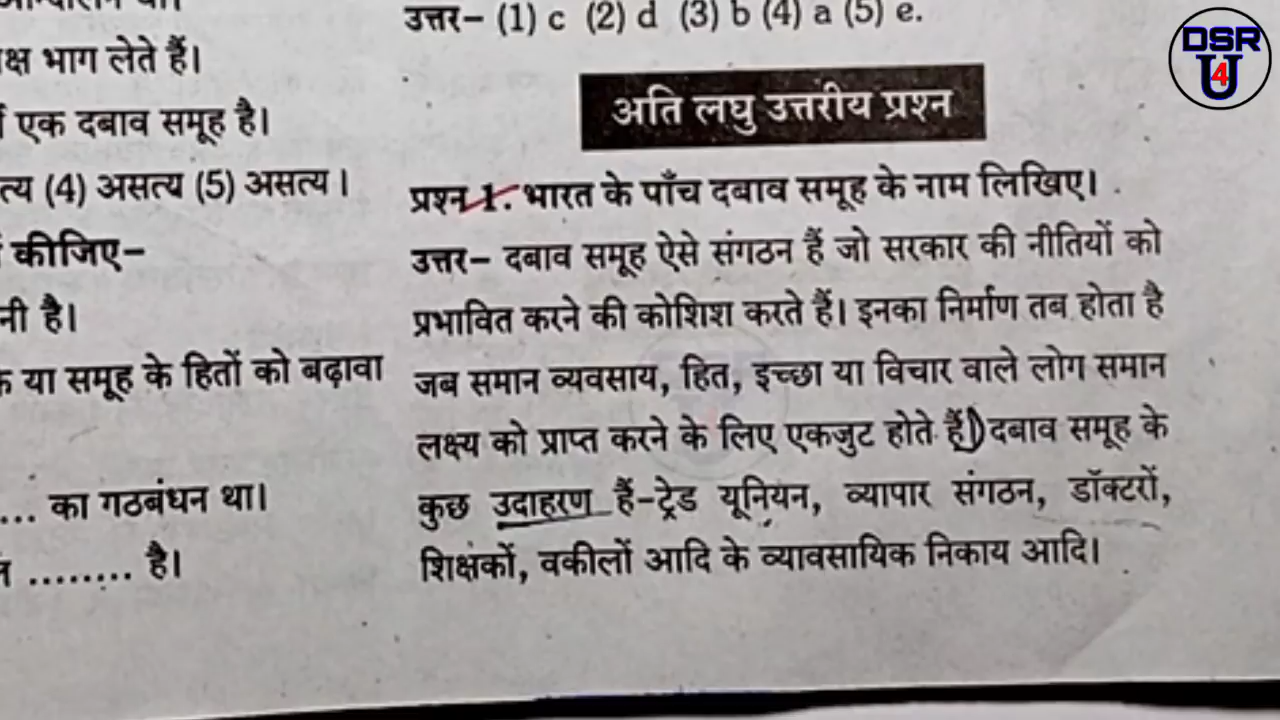 क्ष भाग लेते हैं।
एक दबाव समूह है।
त्य (4) असत्य (5) असत्य।
कीजिए-
नी है।
या समूह के हितों को बढ़ावा
... का गठबंधन था।
........ है।
उत्तर- (1) c (2) d (3) b (4) a (5) e.
अति लघु उत्तरीय प्रश्न
प्रश्न 1. भारत के पाँच दबाव समूह के नाम लिखिए।
उत्तर- दबाव समूह ऐसे संगठन हैं जो सरकार की नीतियों को
प्रभावित करने की कोशिश करते हैं। इनका निर्माण तब होता है
जब समान व्यवसाय, हित, इच्छा या विचार वाले लोग समान
लक्ष्य को प्राप्त करने के लिए एकजुट होते हैं। दबाव समूह के
कुछ उदाहरण हैं-ट्रेड यूनियन, व्यापार संगठन, डॉक्टरों,
शिक्षकों, वकीलों आदि के व्यावसायिक निकाय आदि।
DSR
4
U